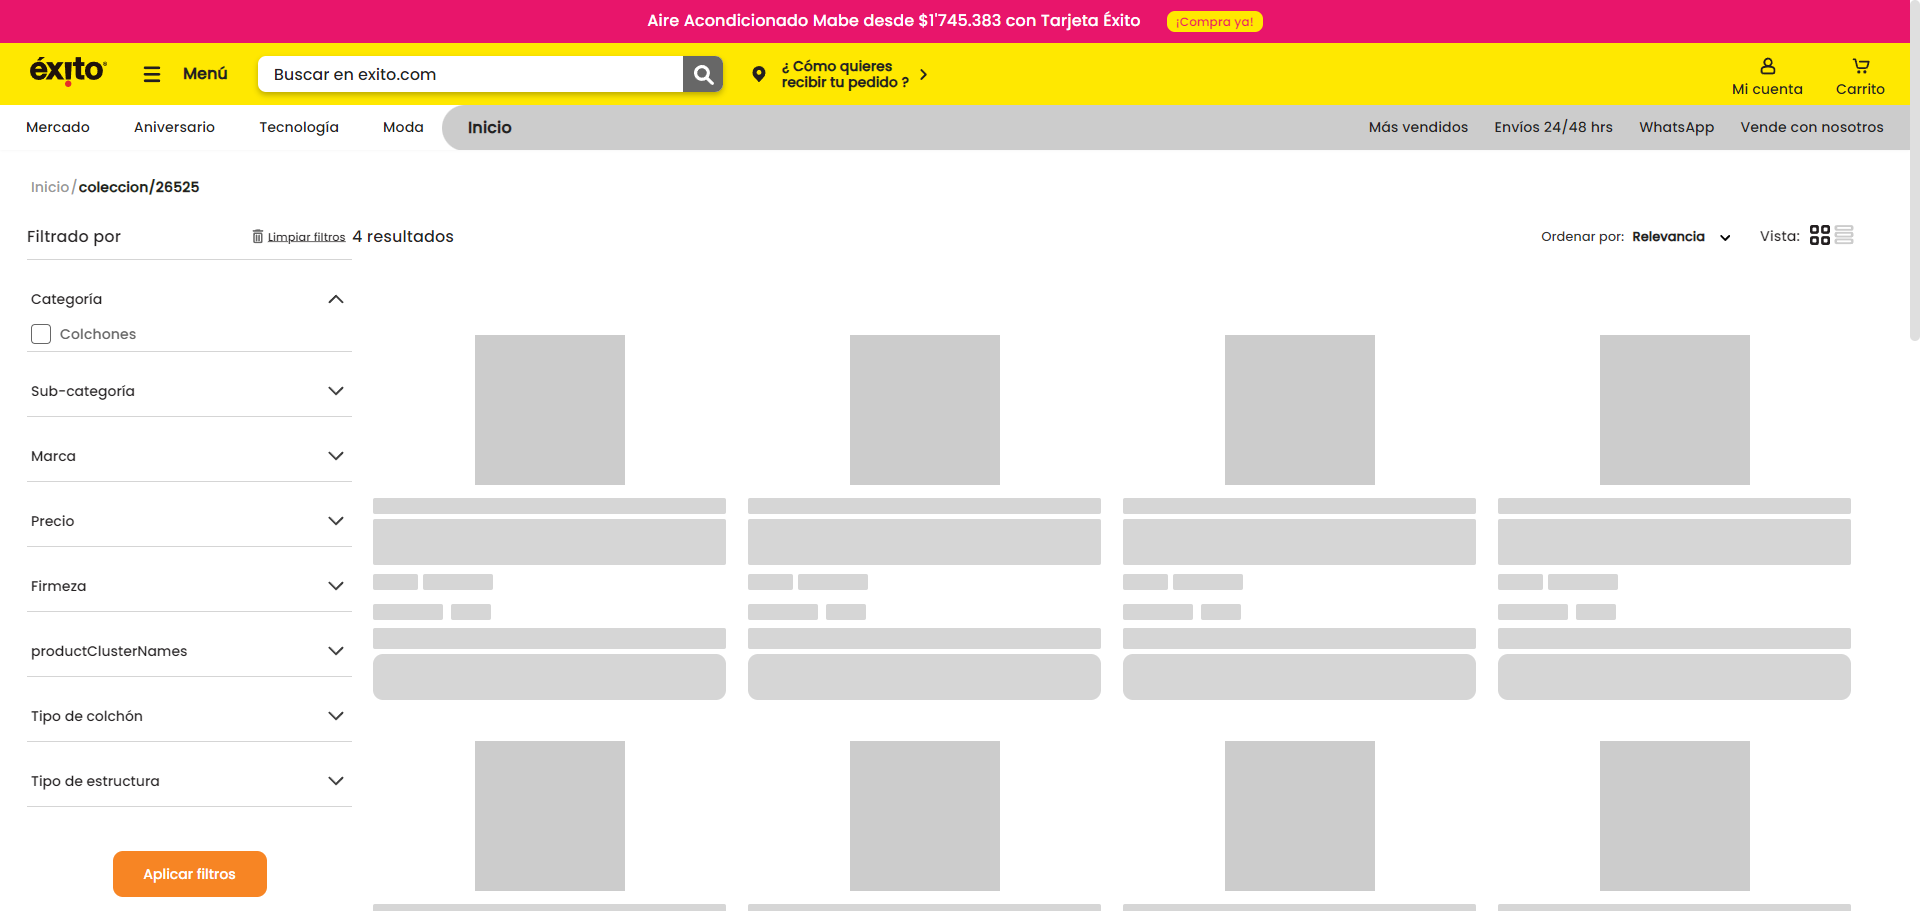 Aire Acondicionado Mabe desde $1'745.383 con Tarjeta Éxito ¡Compra ya!
éxito
Menú
Buscar en exito.com
¿ Cómo quieres
recibir tu pedido ?
Mi cuenta
Carrito
Mercado Aniversario Tecnología Moda Inicio Más vendidos Envíos 24/48 hrs WhatsApp Vende con nosotros
Inicio/coleccion/26525
Filtrado por Limpiar filtros 4 resultados Ordenar por: Relevancia Vista:
Categoría
Colchones
Sub-categoría
Marca
Precio
Firmeza
productClusterNames
Tipo de colchón
Tipo de estructura
Aplicar filtros